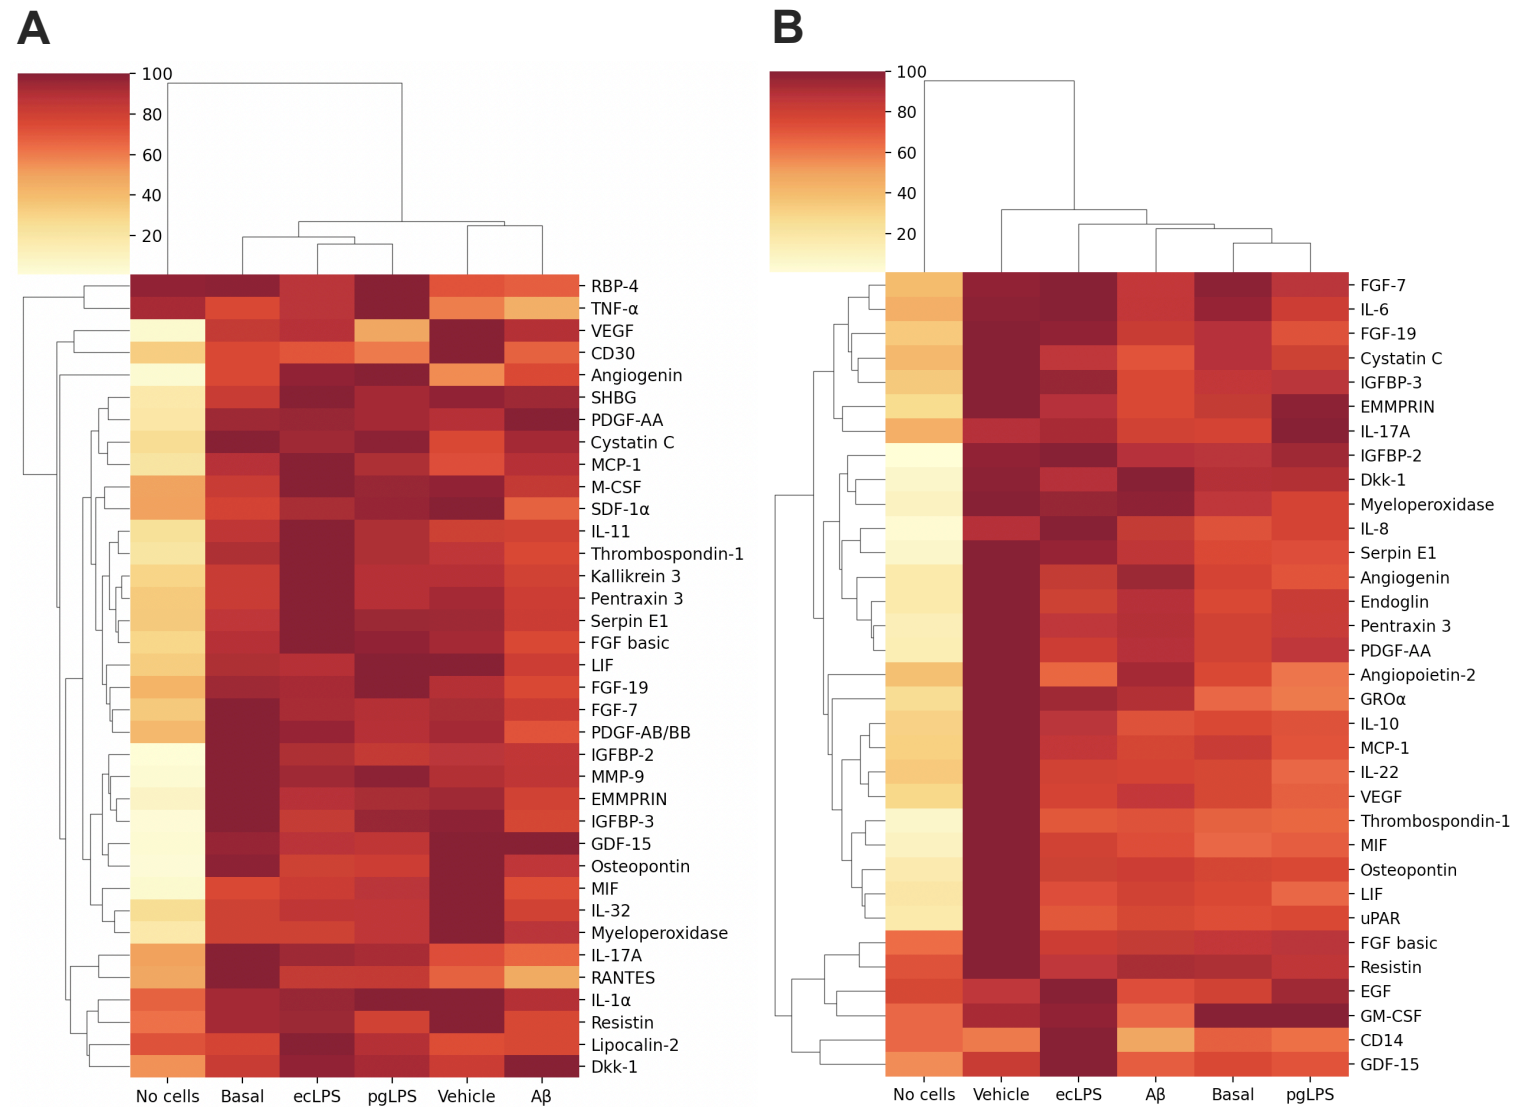 A
100
80
60
40
20
RBP-4
TNF-α
VEGF
CD30
Angiogenin
SHBG
PDGF-AA
Cystatin C
MCP-1
M-CSF
SDF-1α
IL-11
Thrombospondin-1
Kallikrein 3
Pentraxin 3
Serpin E1
FGF basic
LIF
FGF-19
FGF-7
PDGF-AB/BB
IGFBP-2
MMP-9
EMMPRIN
IGFBP-3
GDF-15
Osteopontin
MIF
IL-32
Myeloperoxidase
IL-17A
RANTES
IL-1α
Resistin
Lipocalin-2
Dkk-1
No cells Basal ecLPS pgLPS Vehicle Aβ
B
100
80
60
40
20
FGF-7
IL-6
FGF-19
Cystatin C
IGFBP-3
EMMPRIN
IL-17A
IGFBP-2
Dkk-1
Myeloperoxidase
IL-8
Serpin E1
Angiogenin
Endoglin
Pentraxin 3
PDGF-AA
Angiopoietin-2
GROα
IL-10
MCP-1
IL-22
VEGF
Thrombospondin-1
MIF
Osteopontin
LIF
uPAR
FGF basic
Resistin
EGF
GM-CSF
CD14
GDF-15
No cells Vehicle ecLPS Aβ Basal pgLPS